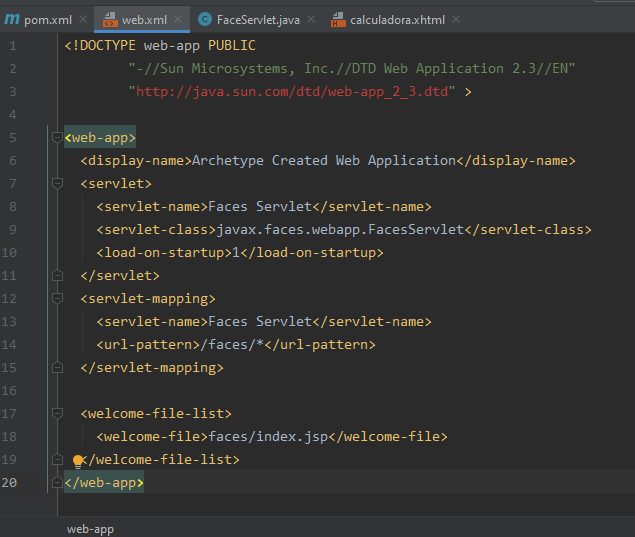 m pom.xml × web.xml × C FaceServlet.java × H calculadora.xhtml ×
1 <!DOCTYPE web-app PUBLIC
2 "-//Sun Microsystems, Inc.//DTD Web Application 2.3//EN"
3 "http://java.sun.com/dtd/web-app_2_3.dtd" >
4
5 <web-app>
6 <display-name>Archetype Created Web Application</display-name>
7 <servlet>
8 <servlet-name>Faces Servlet</servlet-name>
9 <servlet-class>javax.faces.webapp.FacesServlet</servlet-class>
10 <load-on-startup>1</load-on-startup>
11 </servlet>
12 <servlet-mapping>
13 <servlet-name>Faces Servlet</servlet-name>
14 <url-pattern>/faces/*</url-pattern>
15 </servlet-mapping>
16
17 <welcome-file-list>
18 <welcome-file>faces/index.jsp</welcome-file>
19 </welcome-file-list>
20 </web-app>
web-app